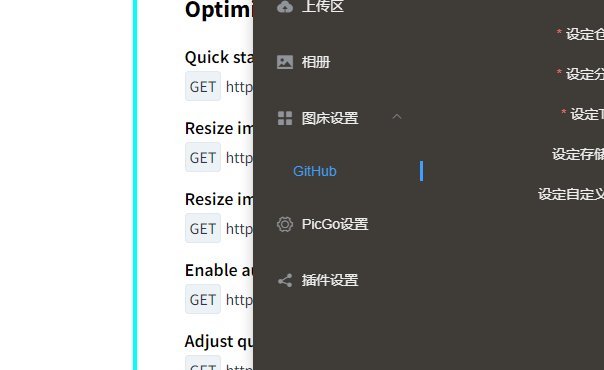 Optimi
Quick sta
GET http
Resize im
GET http
Resize im
GET http
Enable au
GET http
Adjust qu
GET http
上传区
相册
图床设置
GitHub
PicGo设置
插件设置
* 设定仓
* 设定分
* 设定T
设定存储
设定自定义